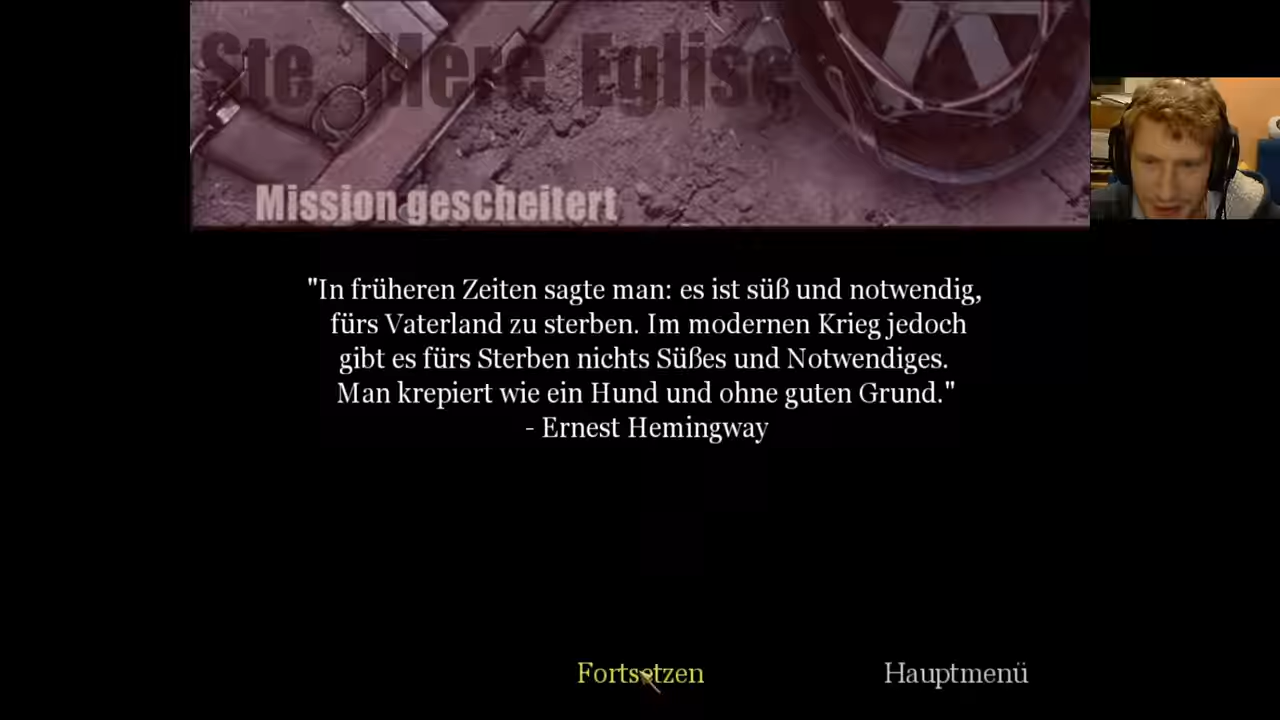 Ste. Mere Eglise
Mission gescheitert
"In früheren Zeiten sagte man: es ist süß und notwendig,
fürs Vaterland zu sterben. Im modernen Krieg jedoch
gibt es fürs Sterben nichts Süßes und Notwendiges.
Man krepiert wie ein Hund und ohne guten Grund."
- Ernest Hemingway
Fortsetzen
Hauptmenü